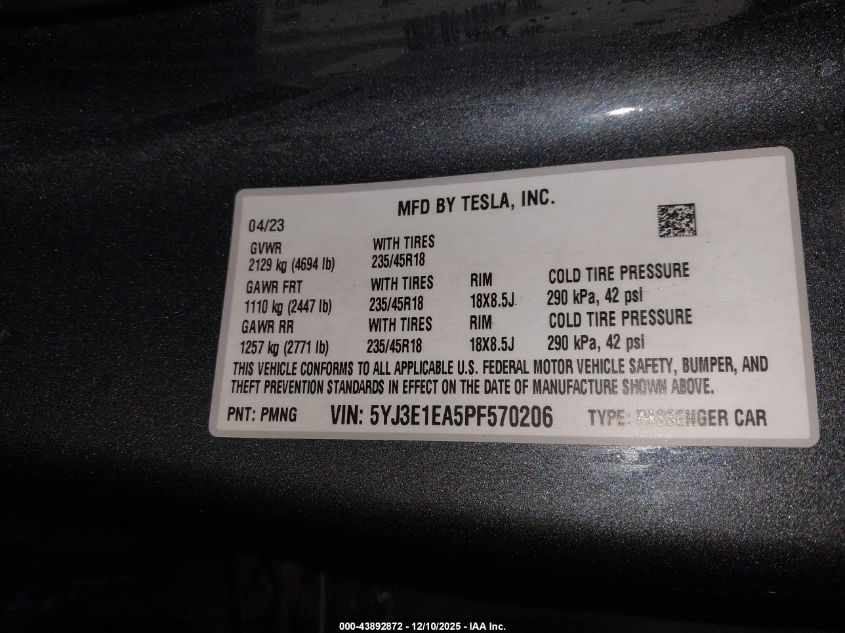 MFD BY TESLA, INC.
04/23
GVWR WITH TIRES
2129 kg (4694 lb) 235/45R18
GAWR FRT WITH TIRES RIM COLD TIRE PRESSURE
1110 kg (2447 lb) 235/45R18 18X8.5J 290 kPa, 42 psi
GAWR RR WITH TIRES RIM COLD TIRE PRESSURE
1257 kg (2771 lb) 235/45R18 18X8.5J 290 kPa, 42 psi
THIS VEHICLE CONFORMS TO ALL APPLICABLE U.S. FEDERAL MOTOR VEHICLE SAFETY, BUMPER, AND
THEFT PREVENTION STANDARDS IN EFFECT ON THE DATE OF MANUFACTURE SHOWN ABOVE.
PNT: PMNG VIN: 5YJ3E1EA5PF570206 TYPE: PASSENGER CAR
000-43892872 - 12/10/2025 - IAA Inc.